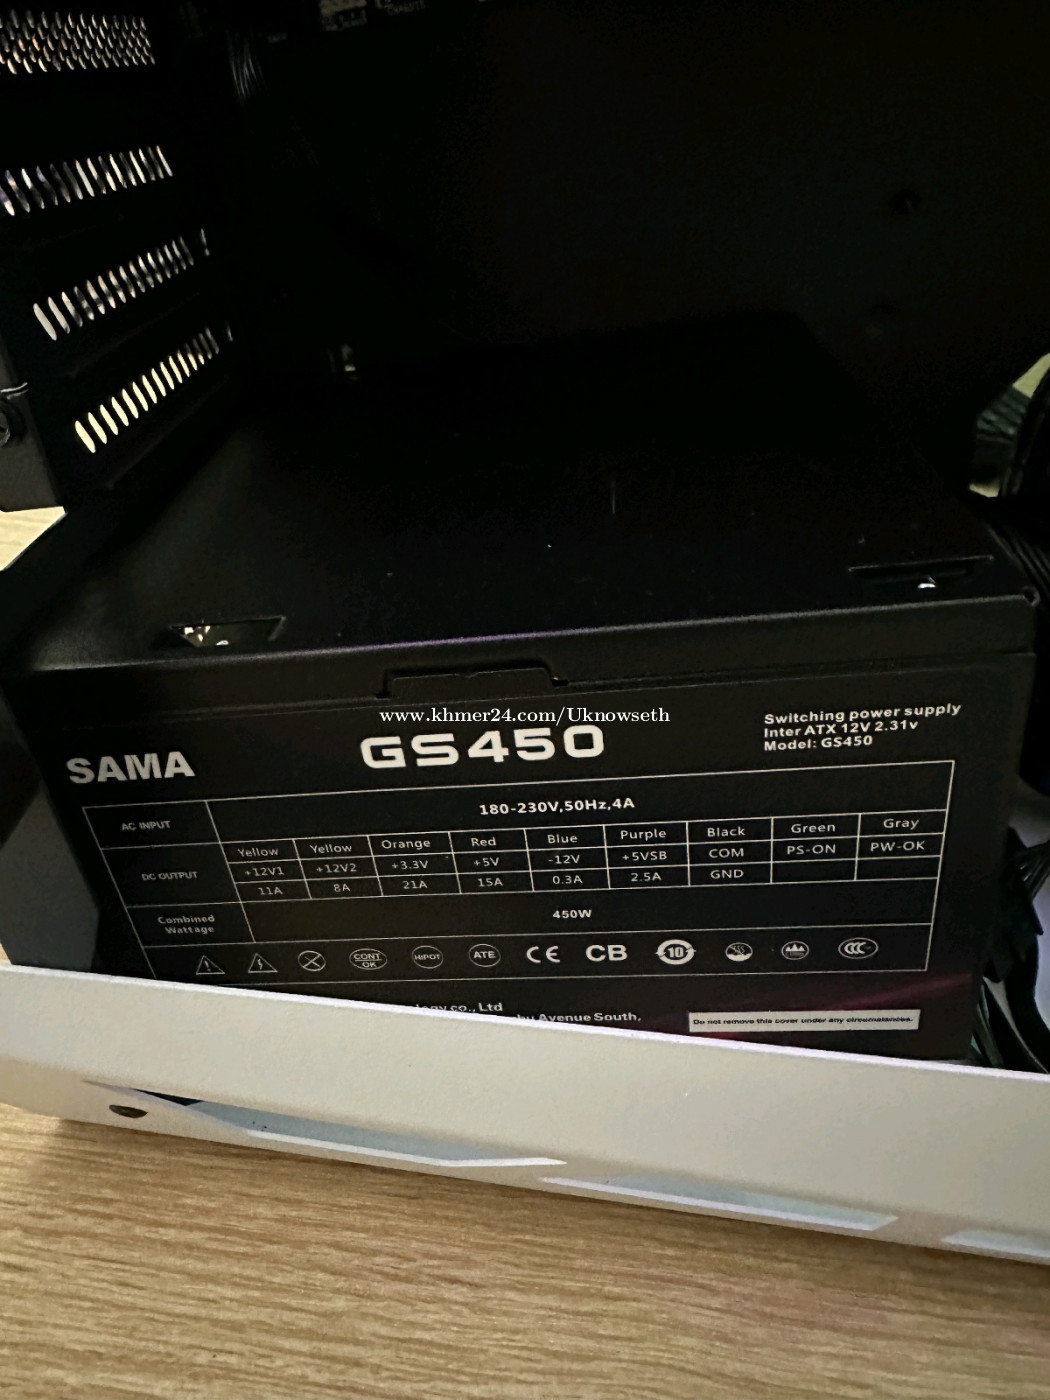 www.khmer24.com/Uknowseth
SAMA
GS450
Switching power supply
Inter ATX 12V 2.31v
Model: GS450
AC INPUT 180-230V,50Hz,4A
DC OUTPUT
Yellow Yellow Orange Red Blue Purple Black Green Gray
+12V1 +12V2 +3.3V +5V -12V +5VSB COM PS-ON PW-OK
11A 8A 21A 15A 0.3A 2.5A GND
Combined Wattage 450W
CONT OK HIPOT ATE CE CB 10 CCC
co., Ltd
Avenue South,
Do not remove this cover under any circumstances.